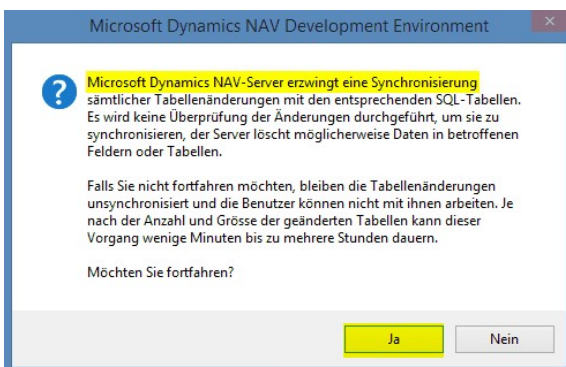 Microsoft Dynamics NAV Development Environment
Microsoft Dynamics NAV-Server erzwingt eine Synchronisierung
sämtlicher Tabellenänderungen mit den entsprechenden SQL-Tabellen.
Es wird keine Überprüfung der Änderungen durchgeführt, um sie zu
synchronisieren, der Server löscht möglicherweise Daten in betroffenen
Feldern oder Tabellen.
Falls Sie nicht fortfahren möchten, bleiben die Tabellenänderungen
unsynchronisiert und die Benutzer können nicht mit ihnen arbeiten. Je
nach der Anzahl und Grösse der geänderten Tabellen kann dieser
Vorgang wenige Minuten bis zu mehrere Stunden dauern.
Möchten Sie fortfahren?
Ja
Nein